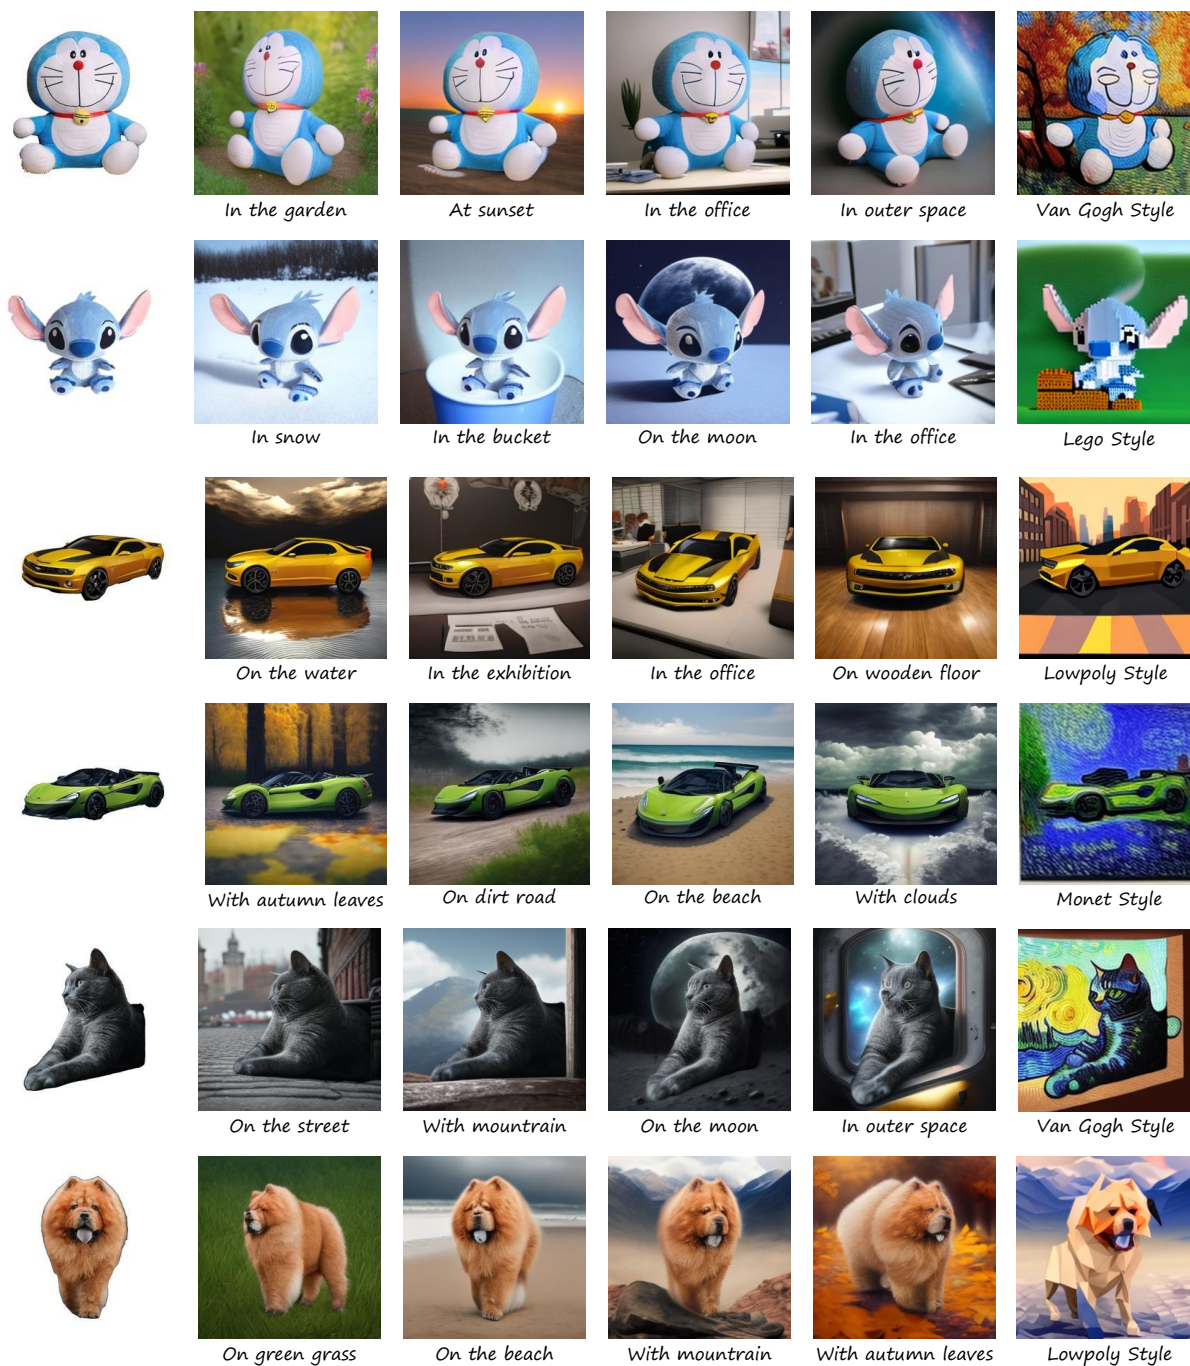 In the garden
At sunset
In the office
In outer space
Van Gogh Style
In snow
In the bucket
On the moon
In the office
Lego Style
On the water
In the exhibition
In the office
On wooden floor
Lowpoly Style
With autumn leaves
On dirt road
On the beach
With clouds
Monet Style
On the street
With mountrain
On the moon
In outer space
Van Gogh Style
On green grass
On the beach
With mountrain
With autumn leaves
Lowpoly Style